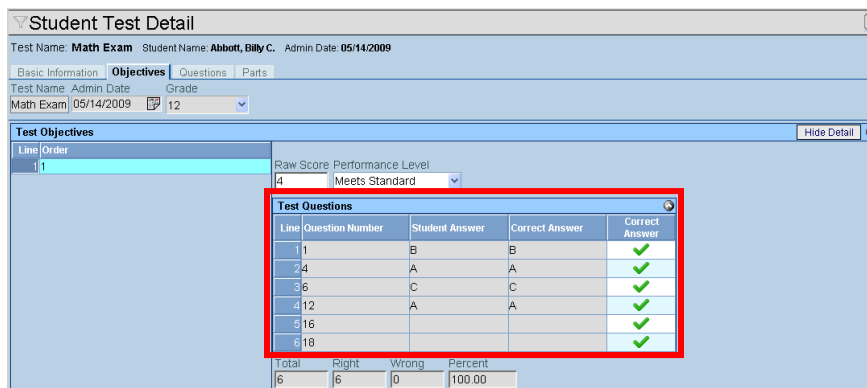 Student Test Detail
Test Name: Math Exam Student Name: Abbott, Billy C. Admin Date: 05/14/2009
Basic Information Objectives Questions Parts
Test Name Admin Date Grade
Math Exam 05/14/2009 12
Test Objectives Hide Detail
Line Order
1 1
Raw Score Performance Level
4 Meets Standard
Test Questions
Line Question Number Student Answer Correct Answer Correct Answer
1 1 B B
2 4 A A
3 6 C C
4 12 A A
5 16
6 18
Total Right Wrong Percent
6 6 0 100.00